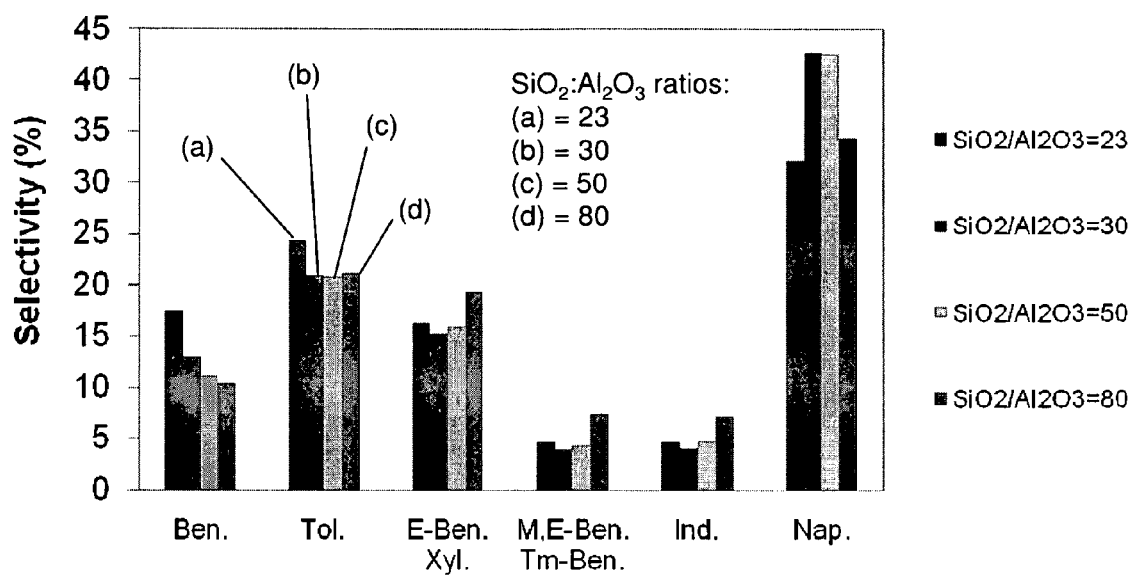 Selectivity (%)
45
40
35
30
25
20
15
10
5
0
(a)
(b)
(c)
(d)
SiO₂:Al₂O₃ ratios:
(a) = 23
(b) = 30
(c) = 50
(d) = 80
Ben.
Tol.
E-Ben.
Xyl.
M,E-Ben.
Tm-Ben.
Ind.
Nap.
SiO2/Al2O3=23
SiO2/Al2O3=30
SiO2/Al2O3=50
SiO2/Al2O3=80